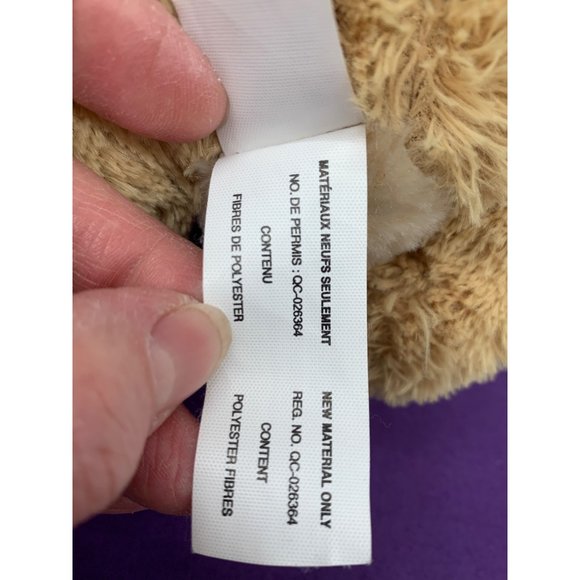 MATÉRIAUX NEUFS SEULEMENT
NO. DE PERMIS : QC-026364
CONTENU
FIBRES DE POLYESTER
NEW MATERIAL ONLY
REG. NO. QC-026364
CONTENT
POLYESTER FIBRES